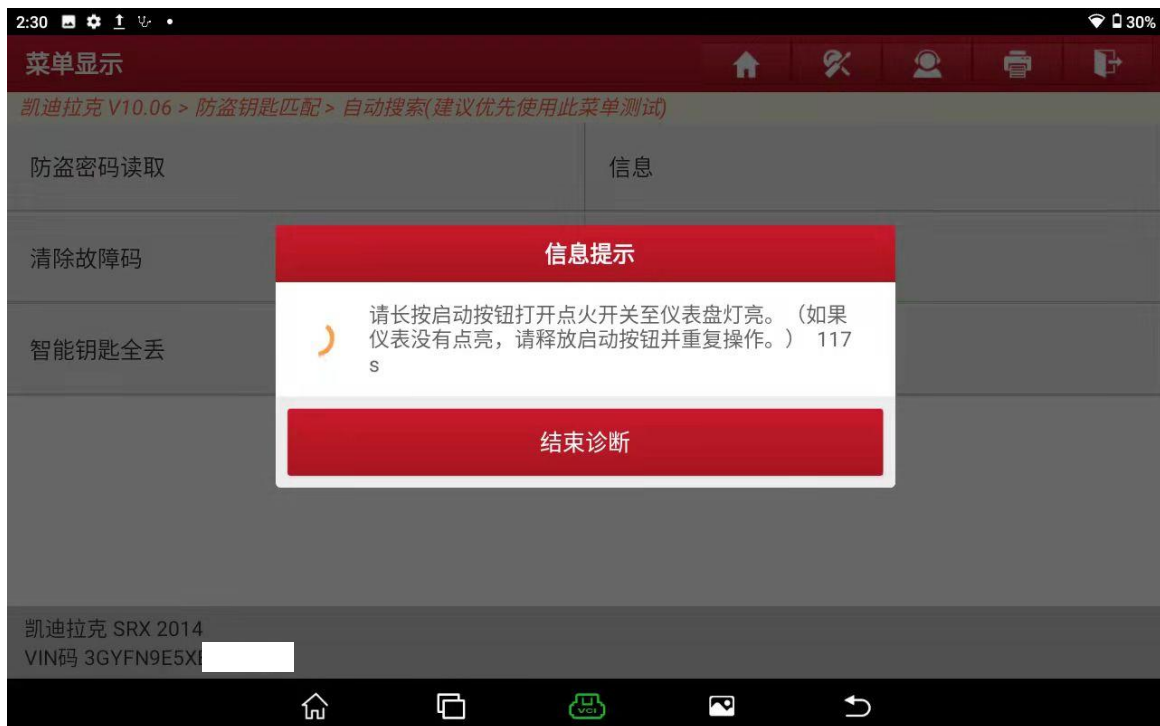 2:30
30%
菜单显示
凯迪拉克 V10.06 > 防盗钥匙匹配 > 自动搜索(建议优先使用此菜单测试)
防盗密码读取
信息
清除故障码
智能钥匙全丢
信息提示
请长按启动按钮打开点火开关至仪表盘灯亮。（如果
仪表没有点亮，请释放启动按钮并重复操作。） 117
s
结束诊断
凯迪拉克 SRX 2014
VIN码 3GYFN9E5X
VCI